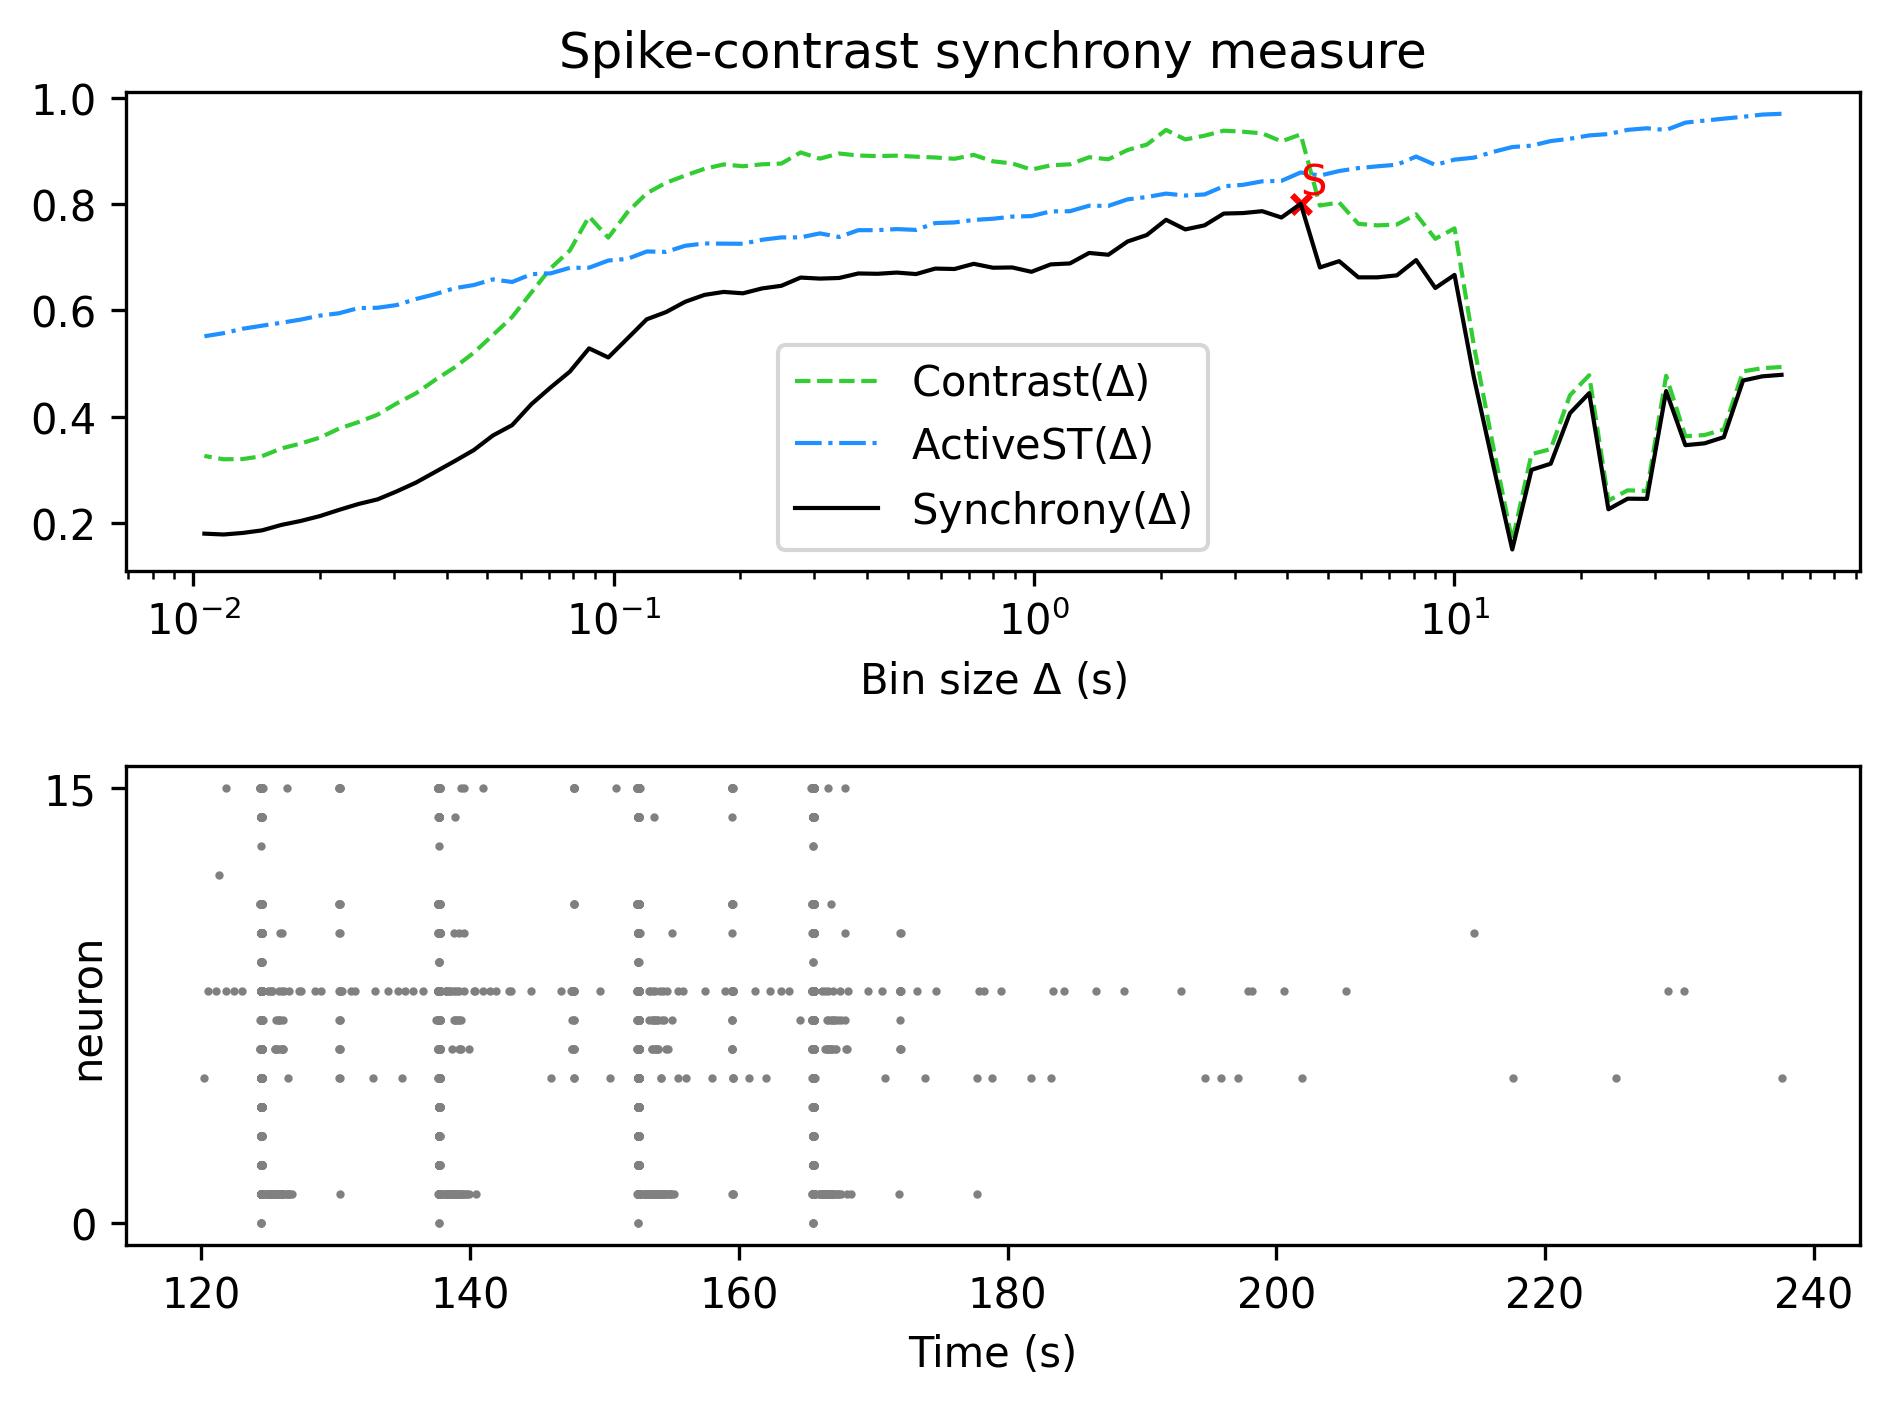 Spike-contrast synchrony measure
1.0
0.8
0.6
0.4
0.2
S
Contrast(Δ)
ActiveST(Δ)
Synchrony(Δ)
10⁻² 10⁻¹ 10⁰ 10¹
Bin size Δ (s)
15
neuron
0
120 140 160 180 200 220 240
Time (s)